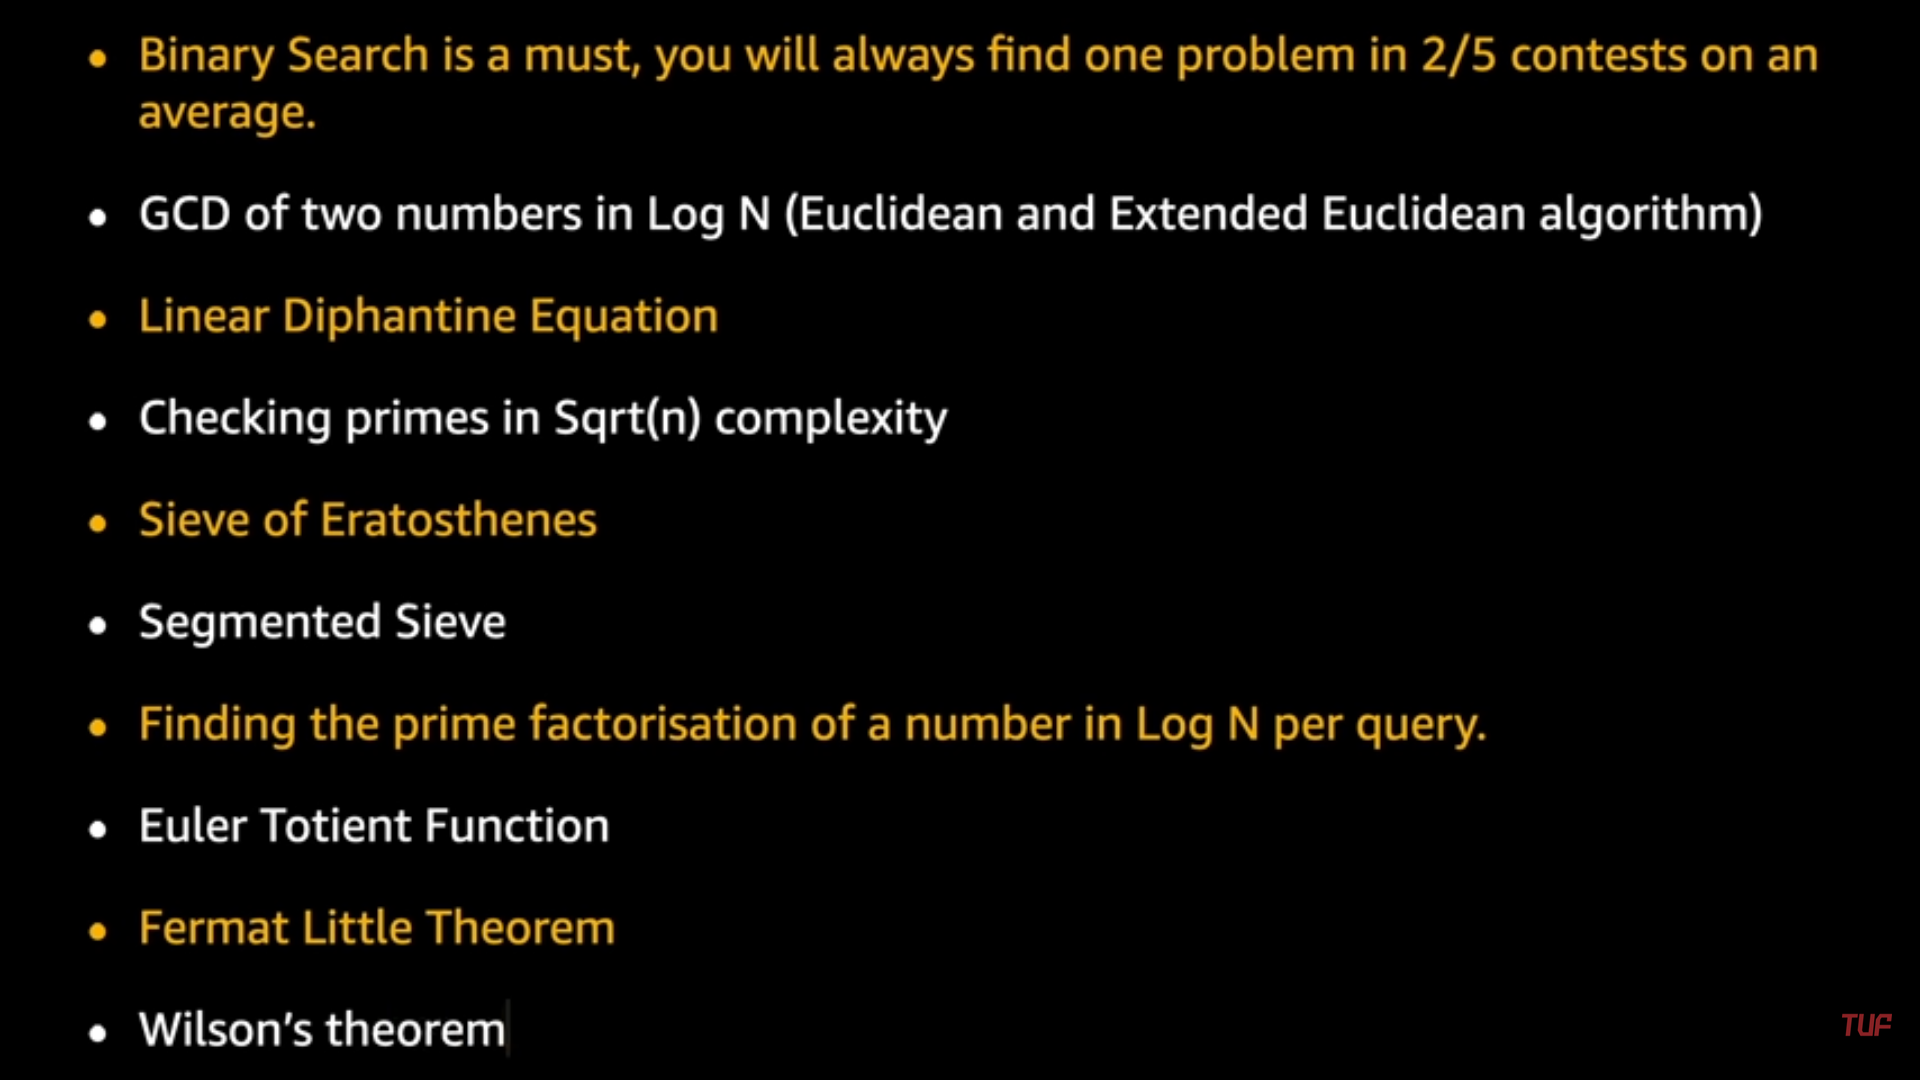 • Binary Search is a must, you will always find one problem in 2/5 contests on an
average.
• GCD of two numbers in Log N (Euclidean and Extended Euclidean algorithm)
• Linear Diphantine Equation
• Checking primes in Sqrt(n) complexity
• Sieve of Eratosthenes
• Segmented Sieve
• Finding the prime factorisation of a number in Log N per query.
• Euler Totient Function
• Fermat Little Theorem
• Wilson’s theorem
TUF